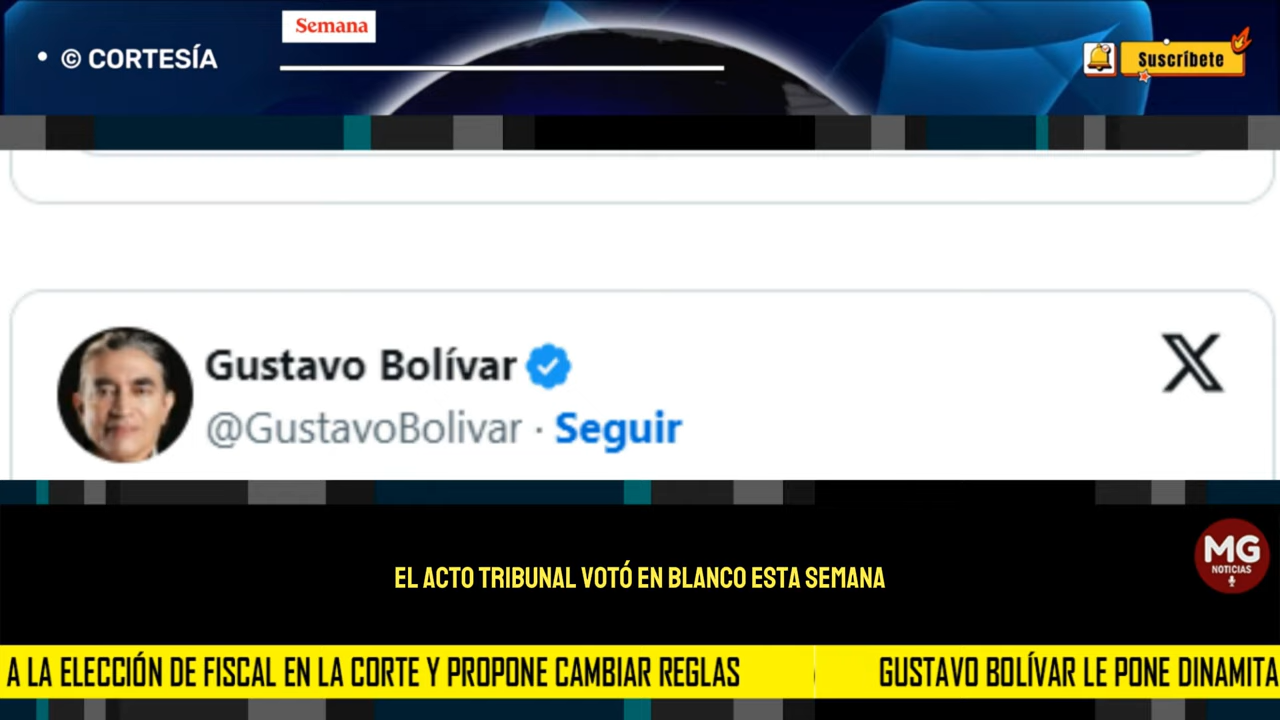 Semana
• © CORTESÍA
Suscríbete
Gustavo Bolívar
@GustavoBolivar · Seguir
EL ACTO TRIBUNAL VOTÓ EN BLANCO ESTA SEMANA
MG
NOTICIAS
A LA ELECCIÓN DE FISCAL EN LA CORTE Y PROPONE CAMBIAR REGLAS GUSTAVO BOLÍVAR LE PONE DINAMITA